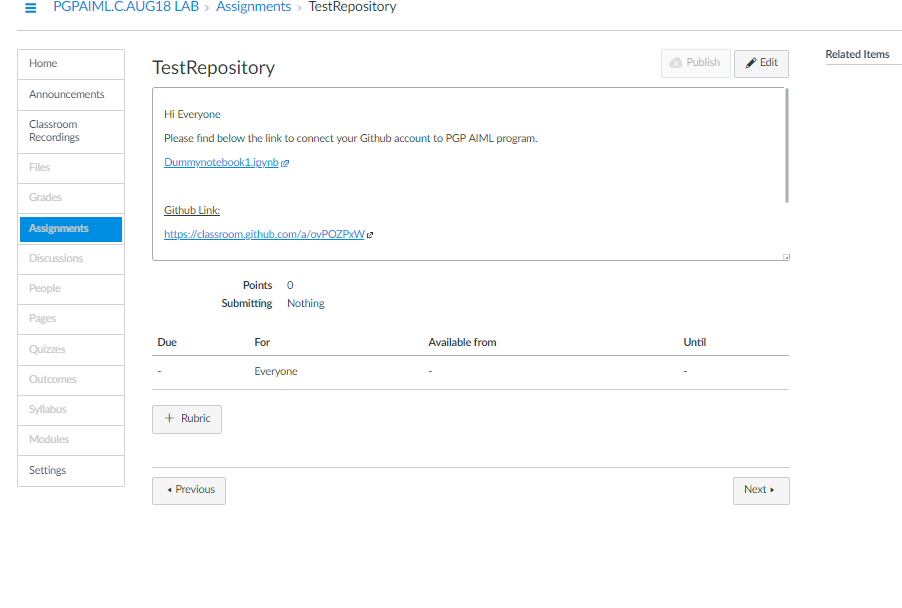 PGPAIML.C.AUG18 LAB › Assignments › TestRepository
Home
Announcements
Classroom
Recordings
Files
Grades
Assignments
Discussions
People
Pages
Quizzes
Outcomes
Syllabus
Modules
Settings
TestRepository
Publish
Edit
Hi Everyone
Please find below the link to connect your Github account to PGP AIML program.
Dummynotebook1.ipynb
Github Link:
https://classroom.github.com/a/ovPOZPxW
Points 0
Submitting Nothing
Due For Available from Until
- Everyone - -
+ Rubric
Previous
Next
Related Items